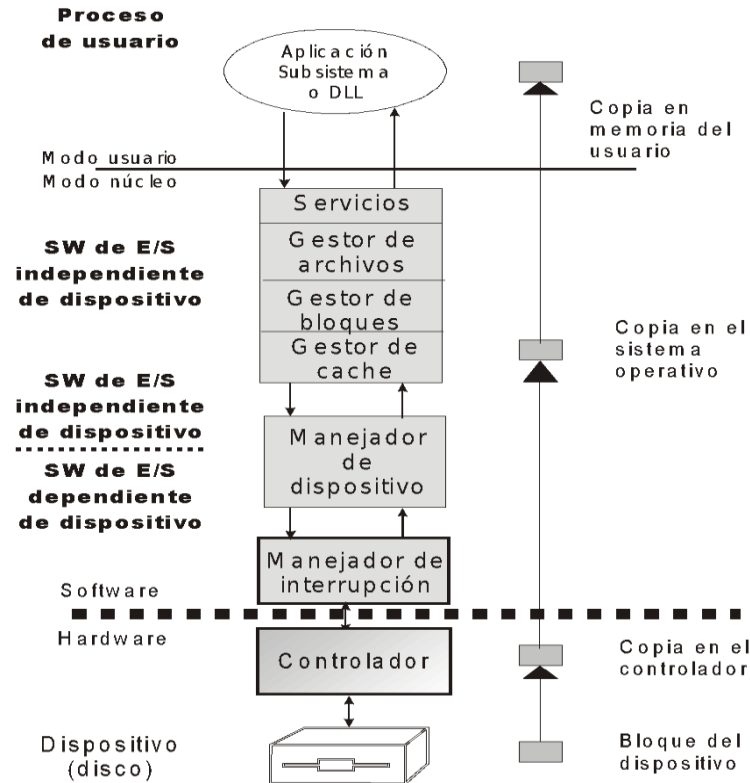 Proceso
de usuario
Aplicación
Subsistema
o DLL
Copia en
memoria del
usuario
Modo usuario
Modo núcleo
Servicios
Gestor de
archivos
Gestor de
bloques
Gestor de
cache
SW de E/S
independiente
de dispositivo
Copia en el
sistema
operativo
SW de E/S
independiente
de dispositivo
SW de E/S
dependiente
de dispositivo
Manejador
de
dispositivo
Manejador de
interrupción
Software
Hardware
Controlador
Copia en el
controlador
Dispositivo
(disco)
Bloque del
dispositivo